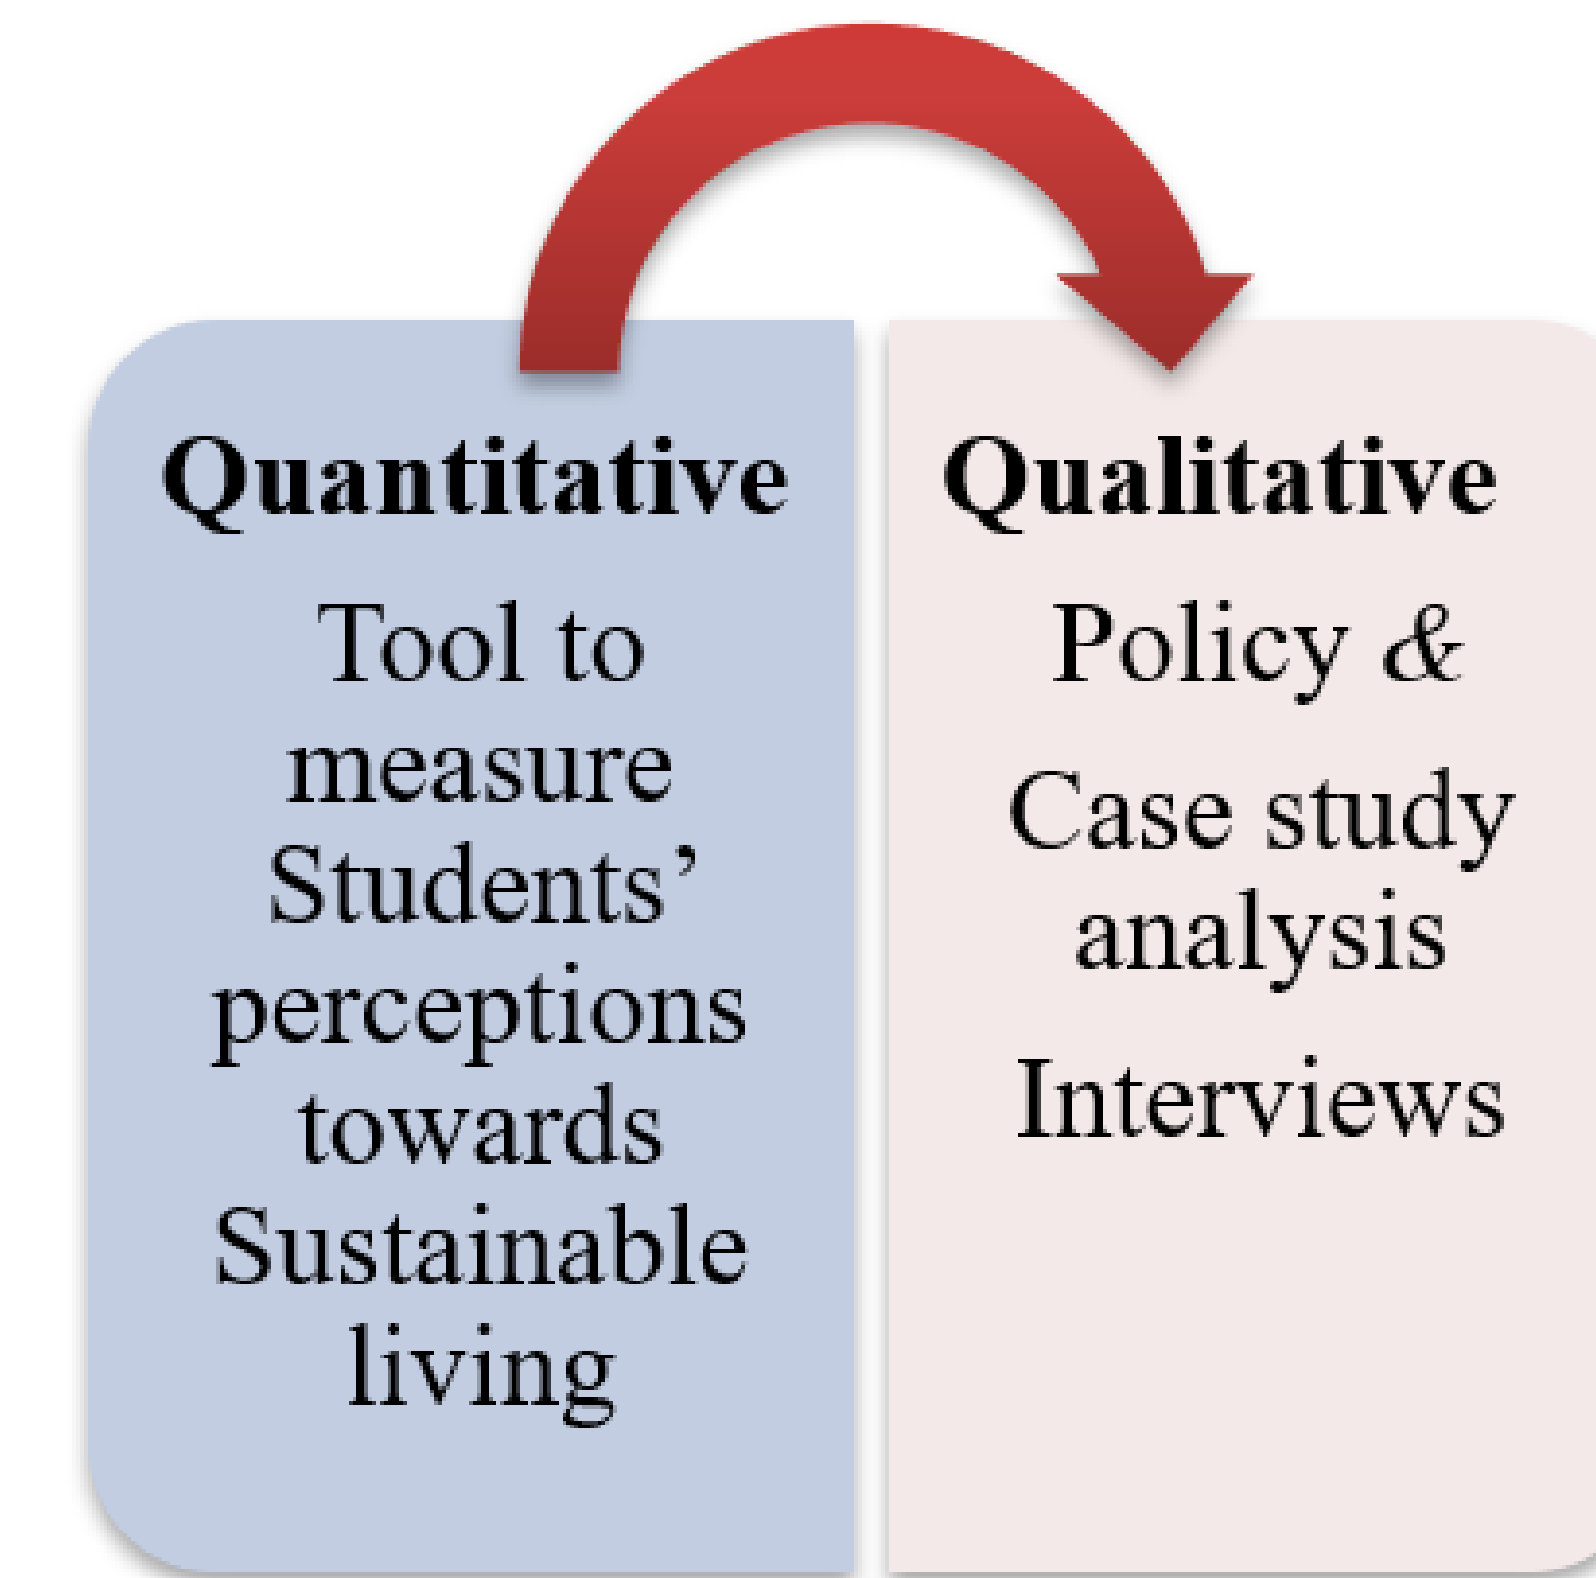 Quantitative
Tool to
measure
Students’
perceptions
towards
Sustainable
living
Qualitative
Policy &
Case study
analysis
Interviews